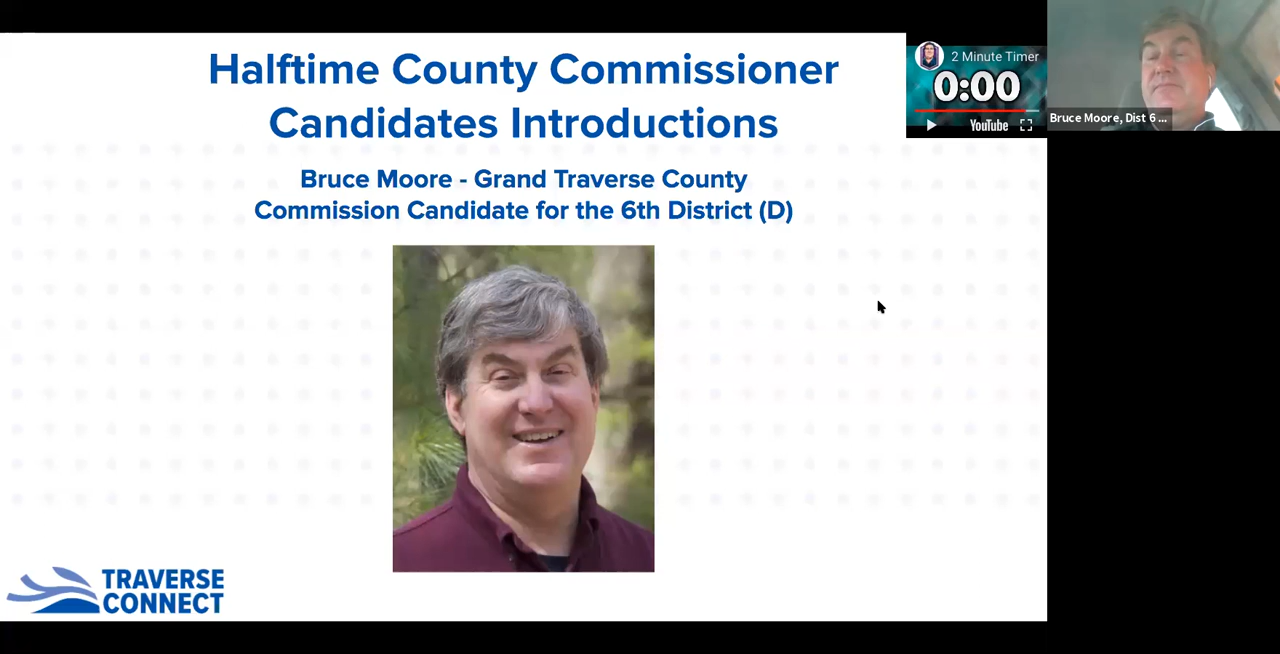 Halftime County Commissioner
Candidates Introductions
Bruce Moore - Grand Traverse County
Commission Candidate for the 6th District (D)
2 Minute Timer
0:00
YouTube
Bruce Moore, Dist 6 ...
TRAVERSE
CONNECT